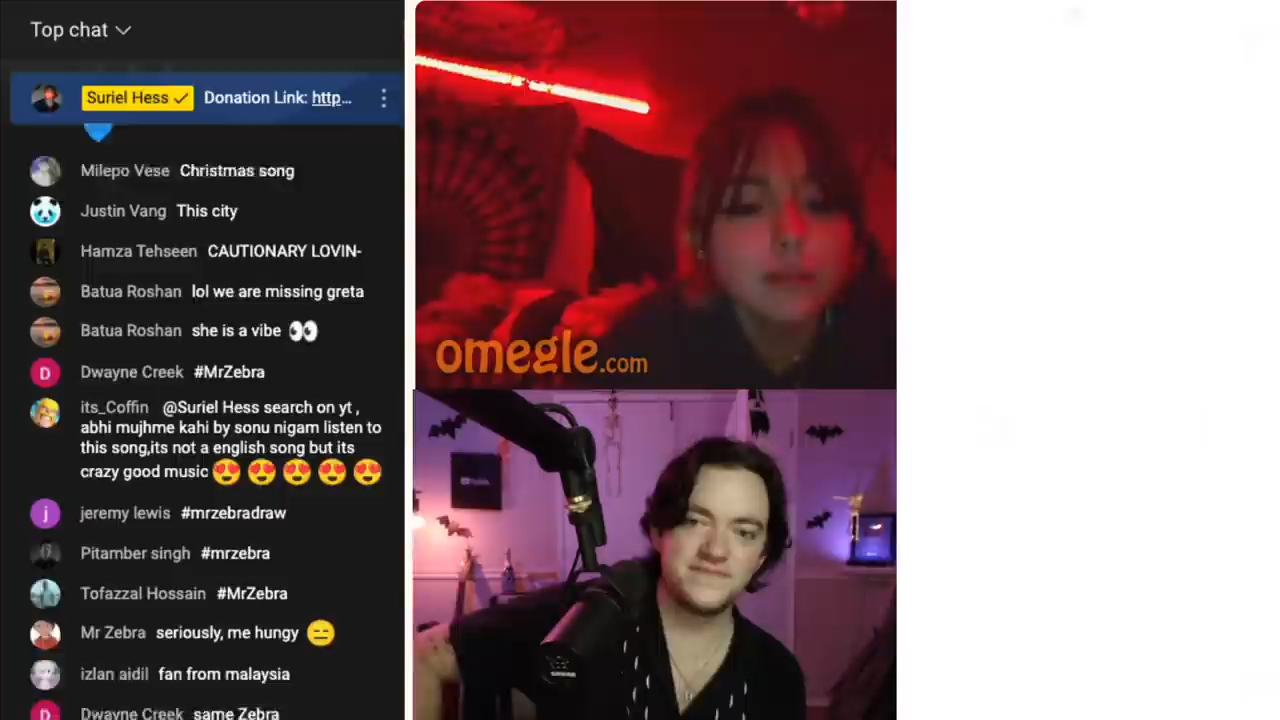 Top chat
Suriel Hess Donation Link: http...
Milepo Vese Christmas song
Justin Vang This city
Hamza Tehseen CAUTIONARY LOVIN-
Batua Roshan lol we are missing greta
Batua Roshan she is a vibe 👀
D Dwayne Creek #MrZebra
its_Coffin @Suriel Hess search on yt ,
abhi mujhme kahi by sonu nigam listen to
this song,its not a english song but its
crazy good music 😍 😍 😍 😍 😍
j jeremy lewis #mrzebradraw
Pitamber singh #mrzebra
Tofazzal Hossain #MrZebra
Mr Zebra seriously, me hungy 😑
izlan aidil fan from malaysia
D Dwayne Creek same Zebra
omegle.com
SHURE